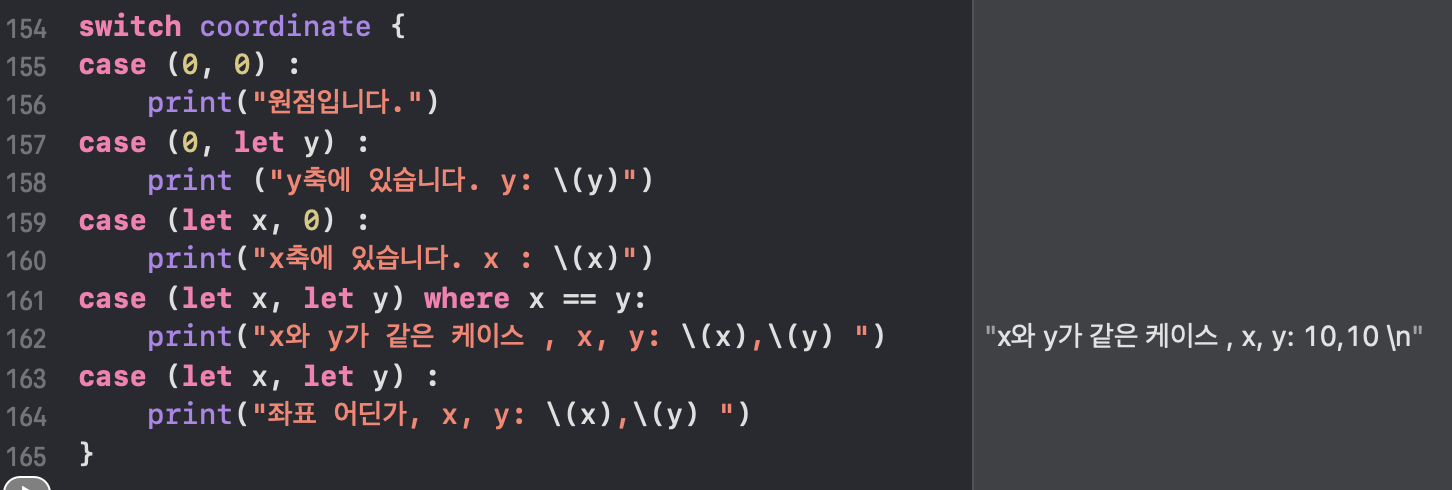 154 switch coordinate {
155 case (0, 0) :
156 print("원점입니다.")
157 case (0, let y) :
158 print ("y축에 있습니다. y: \(y)")
159 case (let x, 0) :
160 print("x축에 있습니다. x : \(x)")
161 case (let x, let y) where x == y:
162 print("x와 y가 같은 케이스 , x, y: \(x),\(y) ") "x와 y가 같은 케이스 , x, y: 10,10 \n"
163 case (let x, let y) :
164 print("좌표 어딘가, x, y: \(x),\(y) ")
165 }